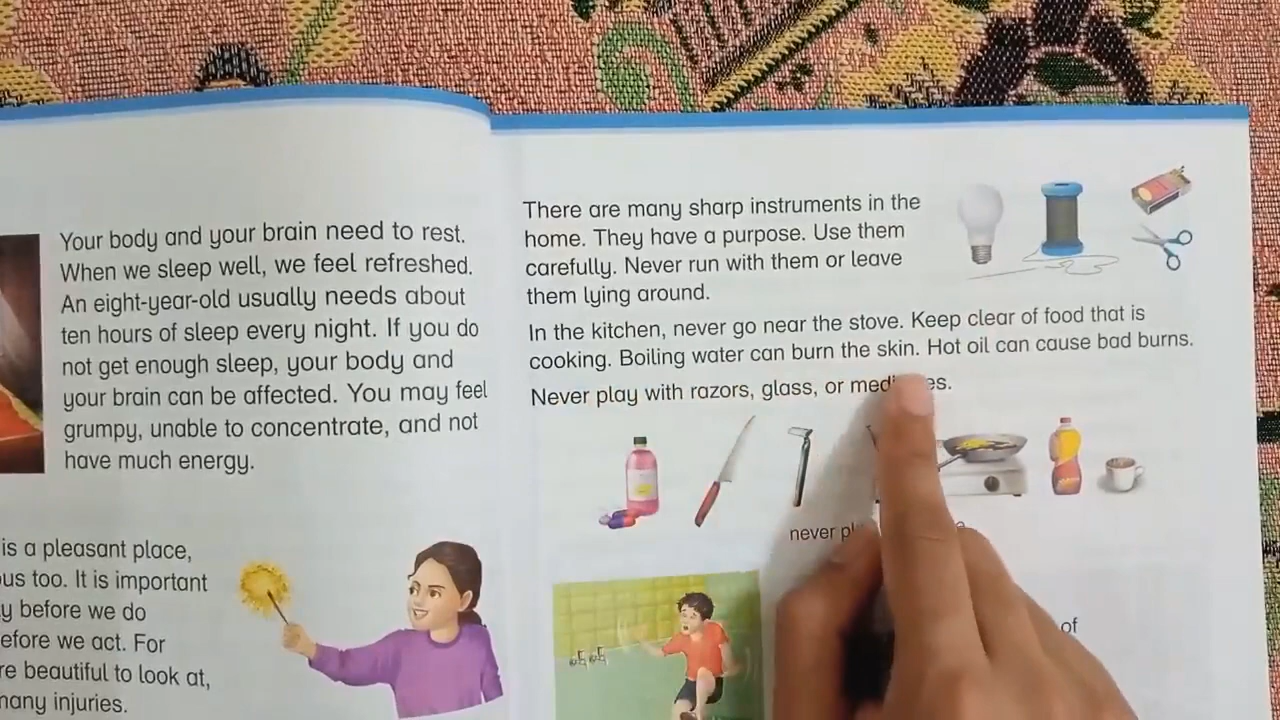 Your body and your brain need to rest.
When we sleep well, we feel refreshed.
An eight-year-old usually needs about
ten hours of sleep every night. If you do
not get enough sleep, your body and
your brain can be affected. You may feel
grumpy, unable to concentrate, and not
have much energy.
is a pleasant place,
too. It is important
before we do
before we act. For
beautiful to look at,
many injuries.
There are many sharp instruments in the
home. They have a purpose. Use them
carefully. Never run with them or leave
them lying around.
In the kitchen, never go near the stove. Keep clear of food that is
cooking. Boiling water can burn the skin. Hot oil can cause bad burns.
Never play with razors, glass, or
never
of